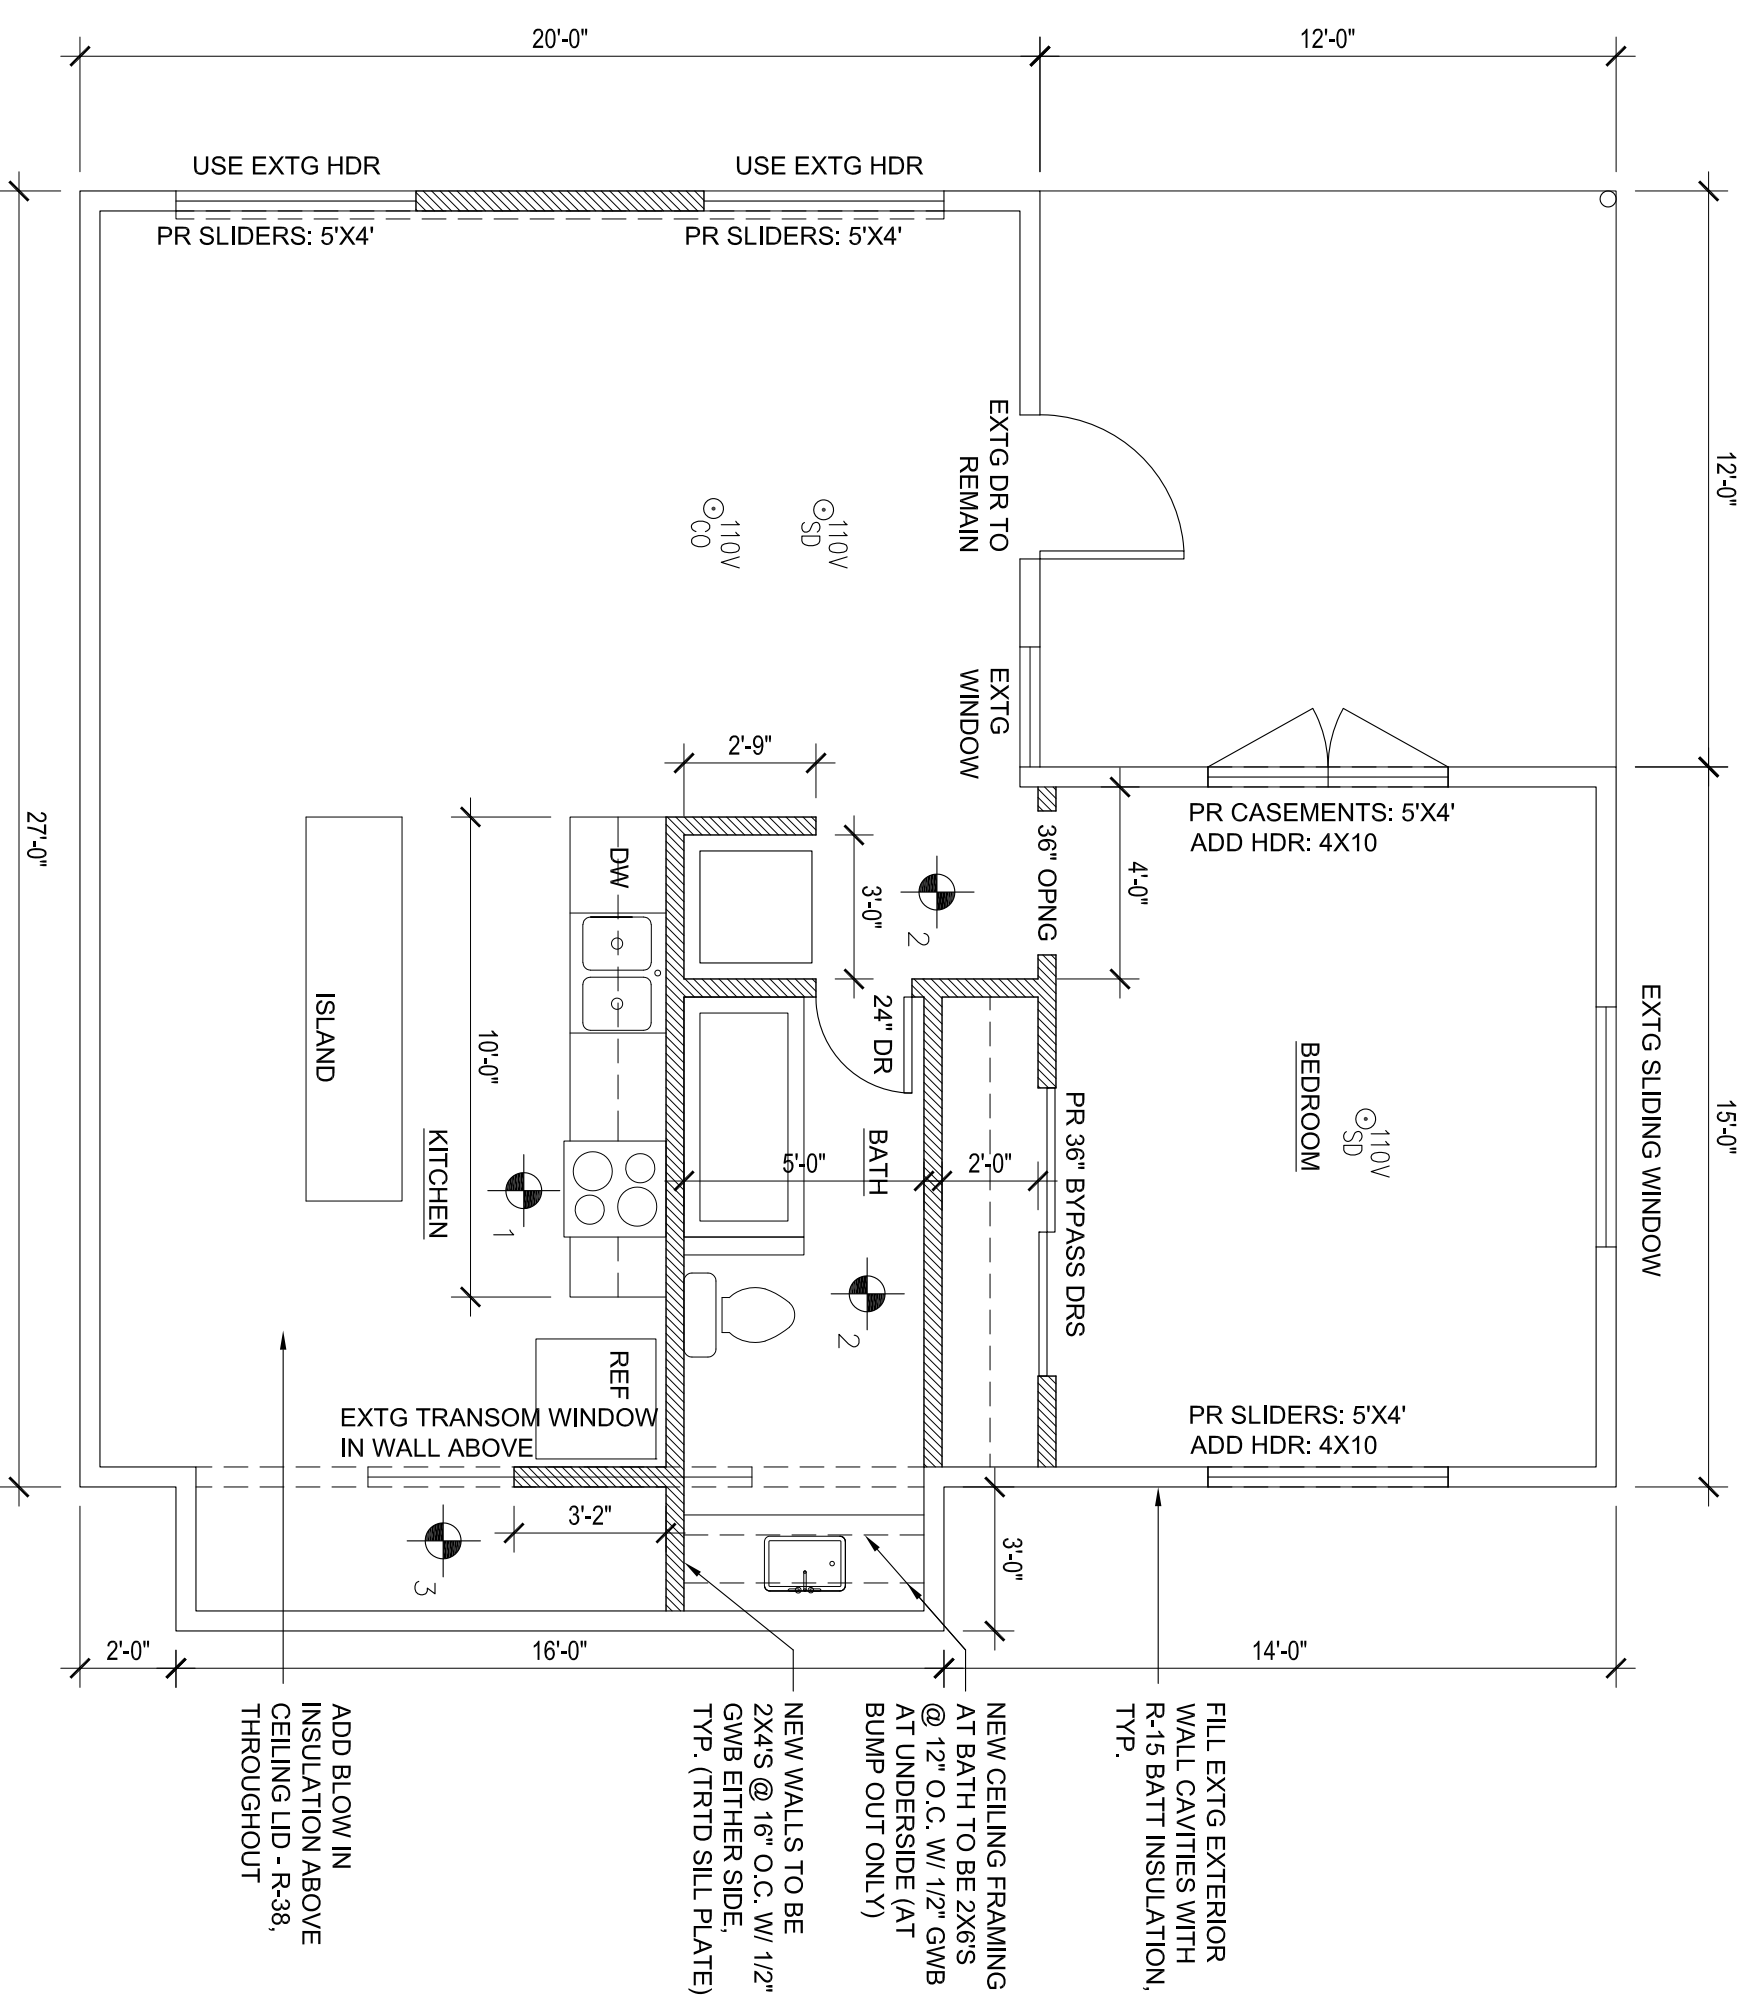 20'-0"
12'-0"
USE EXTG HDR
USE EXTG HDR
PR SLIDERS: 5'X4'
PR SLIDERS: 5'X4'
12'-0"
EXTG DR TO
REMAIN
110V
SD
110V
CO
EXTG
WINDOW
2'-9"
27'-0"
PR CASEMENTS: 5'X4'
ADD HDR: 4X10
36" OPNG
4'-0"
DW
3'-0"
2
ISLAND
10'-0"
24" DR
EXTG SLIDING WINDOW
15'-0"
BEDROOM
110V
SD
PR 36" BYPASS DRS
KITCHEN
BATH
5'-0"
2'-0"
1
2
REF
EXTG TRANSOM WINDOW
IN WALL ABOVE
PR SLIDERS: 5'X4'
ADD HDR: 4X10
3'-2"
3
3'-0"
2'-0"
16'-0"
14'-0"
FILL EXTG EXTERIOR
WALL CAVITIES WITH
R-15 BATT INSULATION,
TYP.
NEW CEILING FRAMING
AT BATH TO BE 2X6'S
@ 12" O.C. W/ 1/2" GWB
AT UNDERSIDE (AT
BUMP OUT ONLY)
NEW WALLS TO BE
2X4'S @ 16" O.C. W/ 1/2"
GWB EITHER SIDE,
TYP. (TRTD SILL PLATE)
ADD BLOW IN
INSULATION ABOVE
CEILING LID - R-38,
THROUGHOUT